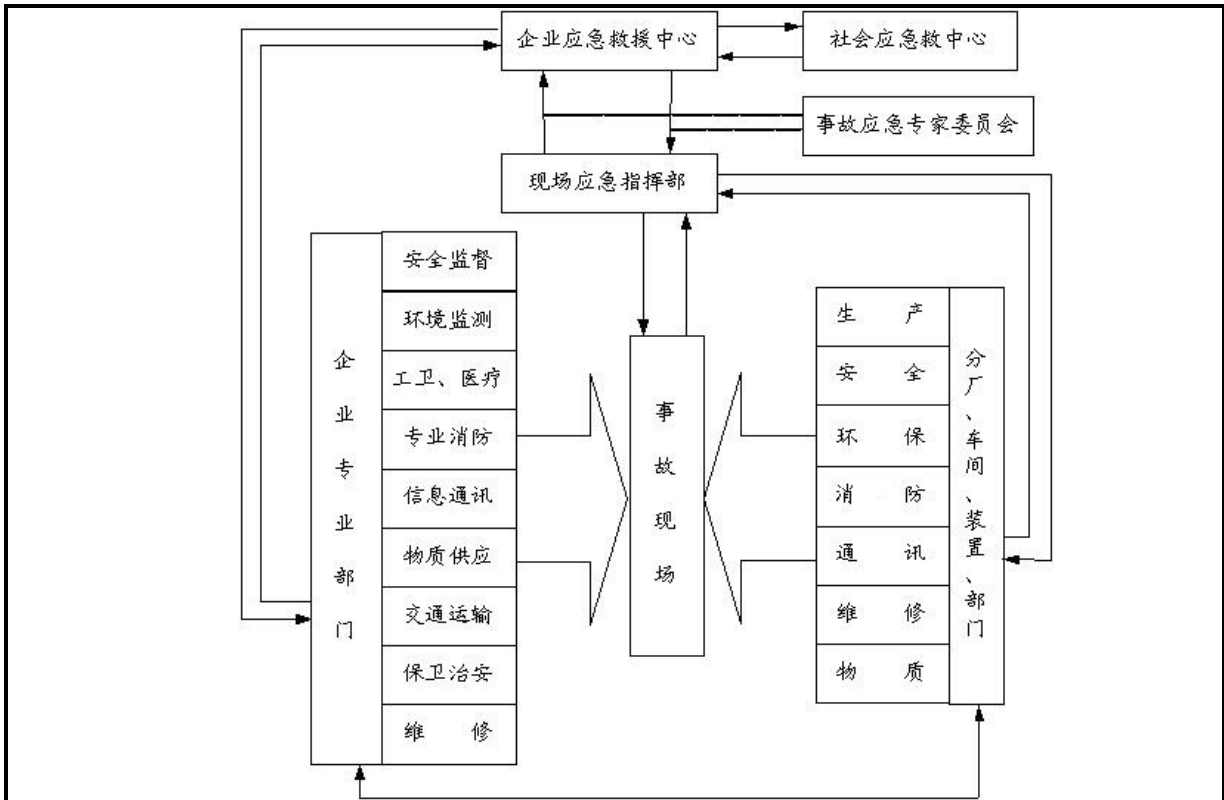 企业应急救援中心
社会应急救中心
事故应急专家委员会
现场应急指挥部
企业专业部门
安全监督
环境监测
工卫、医疗
专业消防
信息通讯
物质供应
交通运输
保卫治安
维 修
事故现场
生 产
安 全
环 保
消 防
通 讯
维 修
物 质
分厂、车间、装置、部门